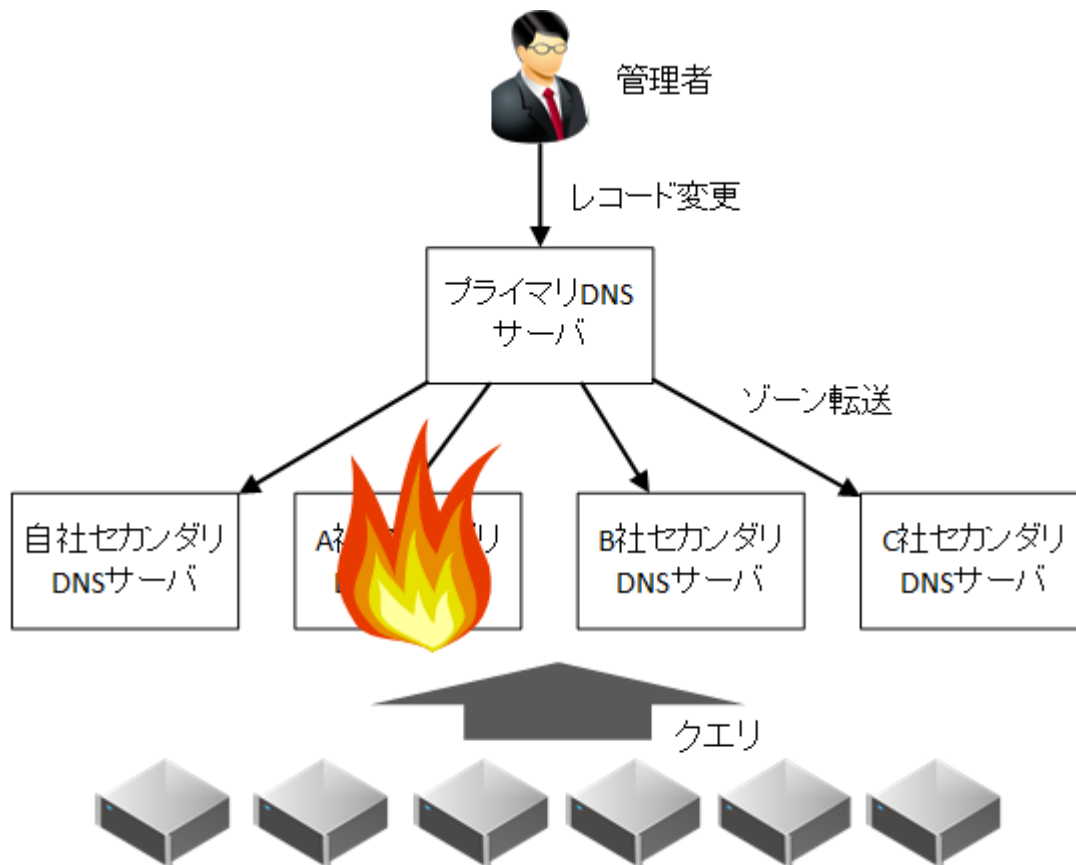 管理者
レコード変更
プライマリDNS
サーバ
ゾーン転送
自社セカンダリ
DNSサーバ
A社
リ
B社セカンダリ
DNSサーバ
C社セカンダリ
DNSサーバ
クエリ